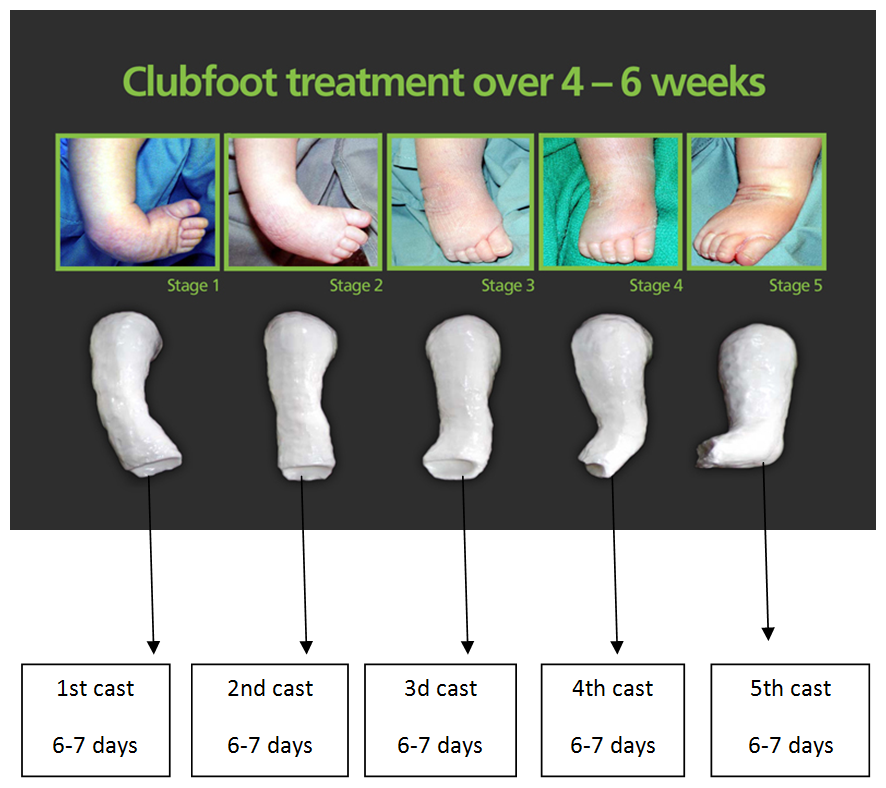 Clubfoot treatment over 4 – 6 weeks
Stage 1
Stage 2
Stage 3
Stage 4
Stage 5
1st cast
6-7 days
2nd cast
6-7 days
3d cast
6-7 days
4th cast
6-7 days
5th cast
6-7 days